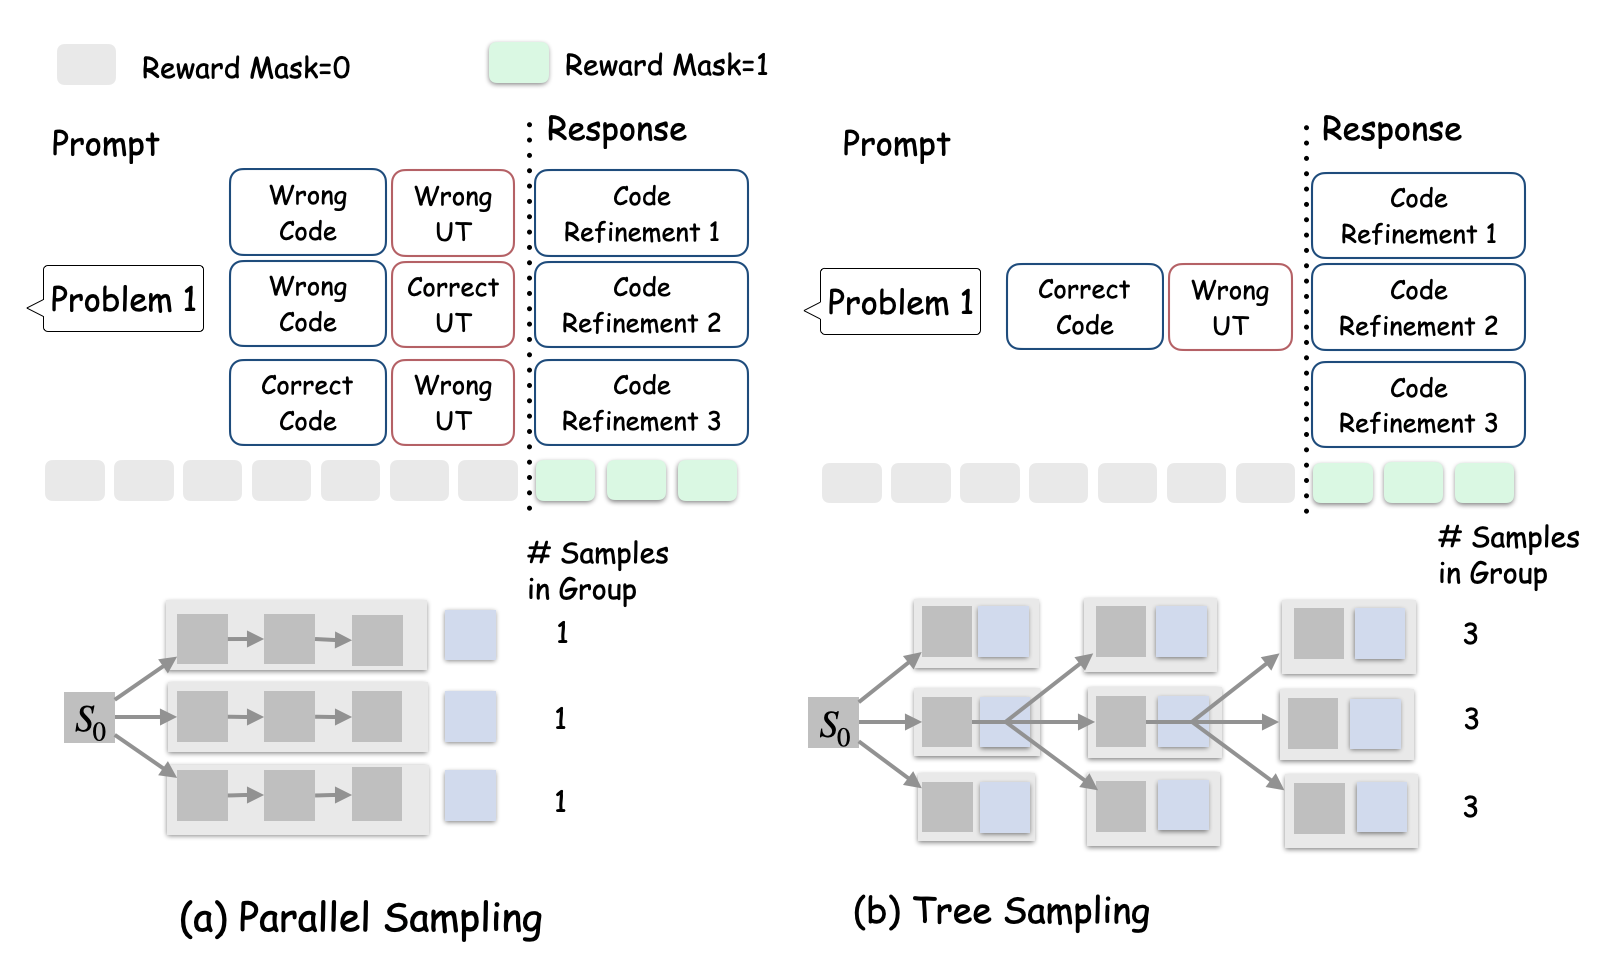 Reward Mask=0
Reward Mask=1
Prompt
Response
Problem 1
Wrong
Code
Wrong
UT
Code
Refinement 1
Wrong
Code
Correct
UT
Code
Refinement 2
Correct
Code
Wrong
UT
Code
Refinement 3
# Samples
in Group
S0
1
1
1
(a) Parallel Sampling
Prompt
Response
Problem 1
Correct
Code
Wrong
UT
Code
Refinement 1
Code
Refinement 2
Code
Refinement 3
# Samples
in Group
S0
3
3
3
(b) Tree Sampling